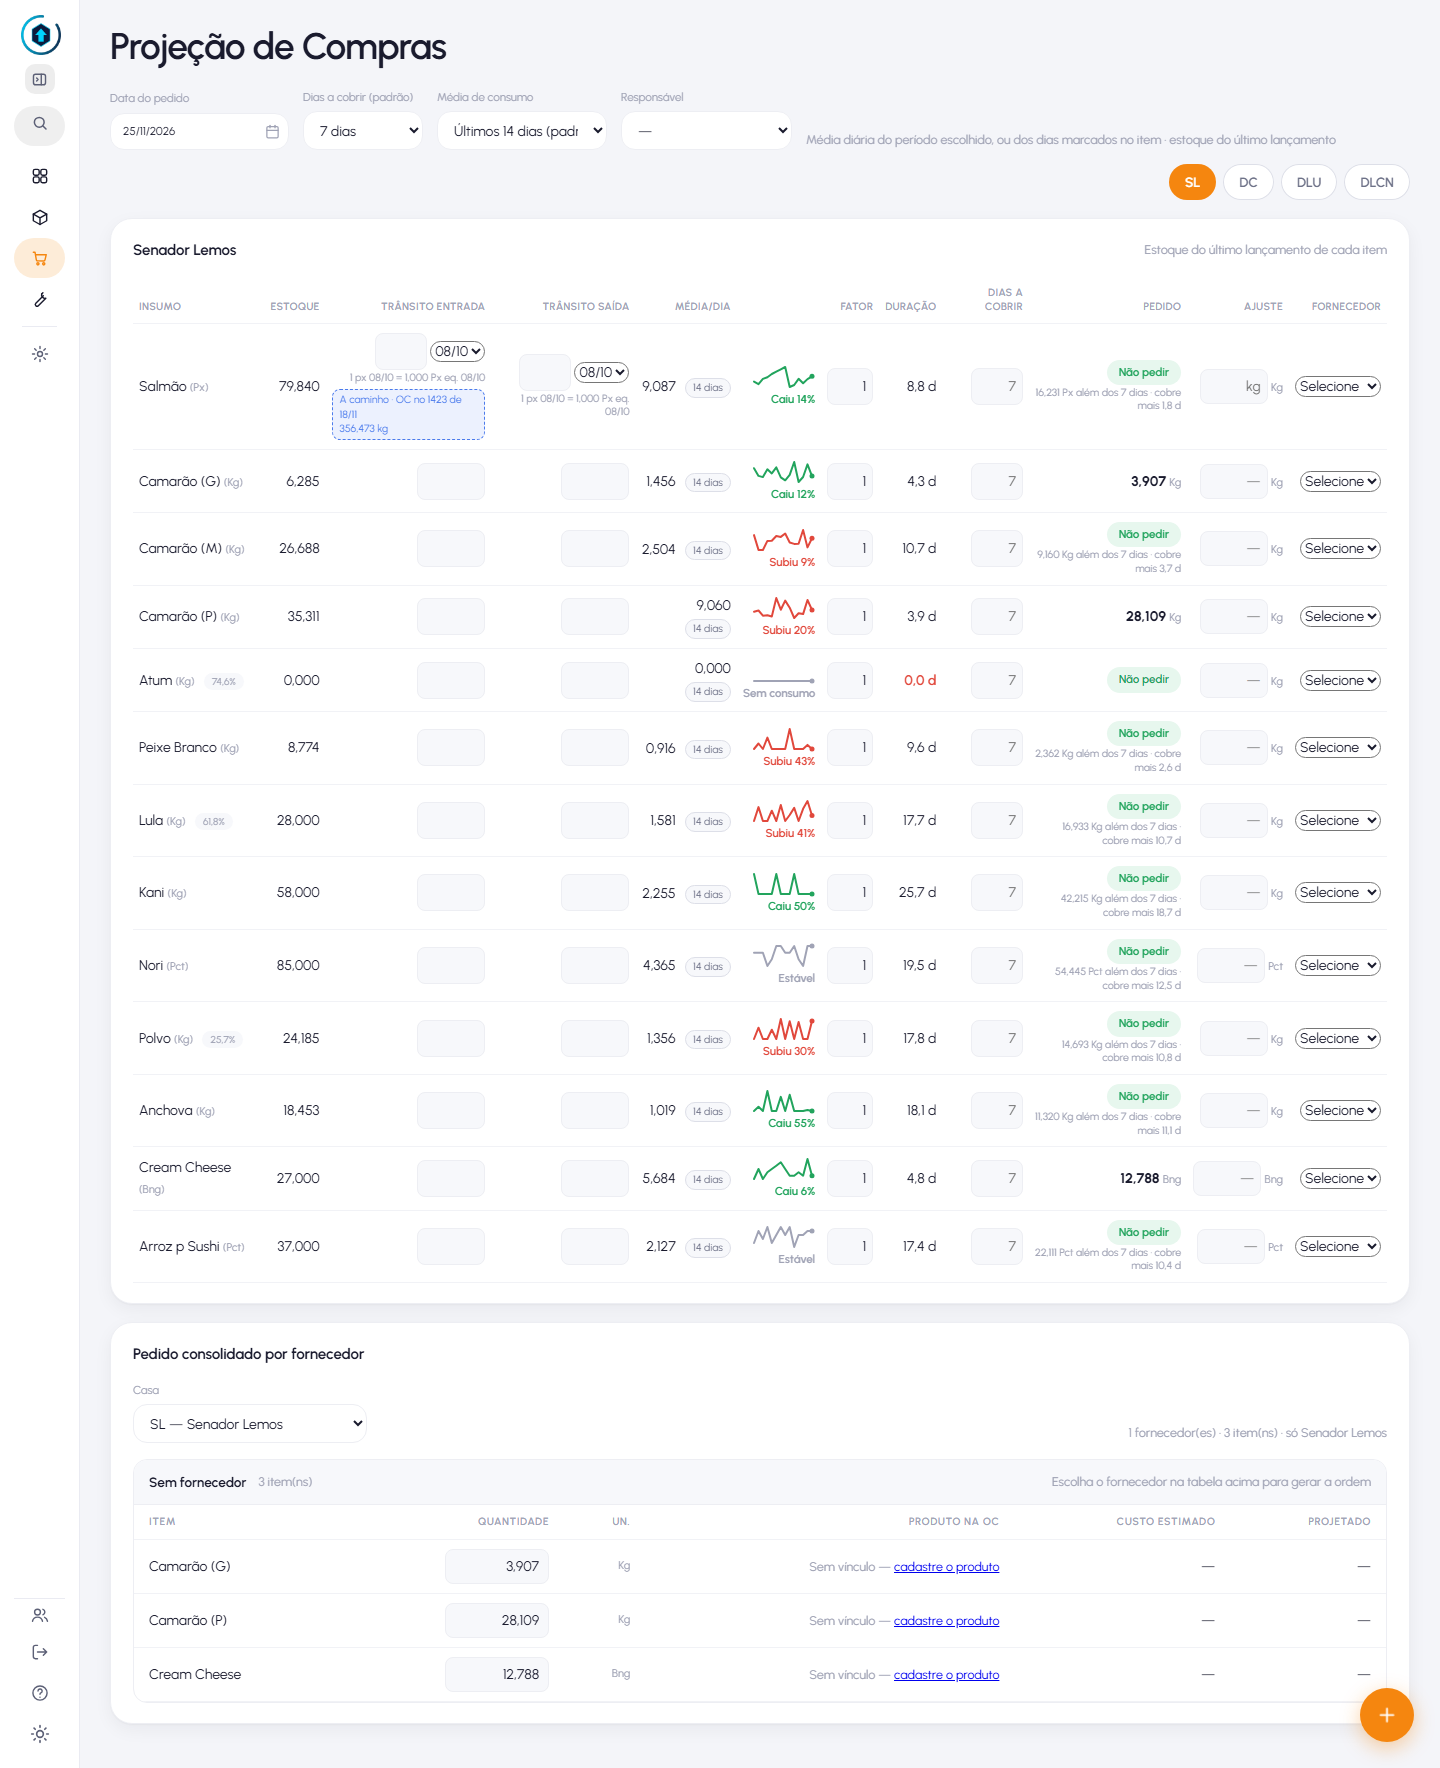 Projeção de Compras
Data do pedido
Dias a cobrir (padrão)
Média de consumo
Responsável
25/11/2026
7 dias
Últimos 14 dias (padr
—
Média diária do período escolhido, ou dos dias marcados no item · estoque do último lançamento
SL
DC
DLU
DLCN
Senador Lemos
Estoque do último lançamento de cada item
INSUMO ESTOQUE TRÂNSITO ENTRADA TRÂNSITO SAÍDA MÉDIA/DIA FATOR DURAÇÃO DIAS A COBRIR PEDIDO AJUSTE FORNECEDOR
Salmão (Px) 79,840
08/10
1 px 08/10 = 1,000 Px eq. 08/10
A caminho · OC no 1423 de
18/11
356,473 kg
08/10
1 px 08/10 = 1,000 Px eq.
08/10
9,087 14 dias Caiu 14% 1 8,8 d 7
Não pedir
16,231 Px além dos 7 dias · cobre
mais 1,8 d
kg Kg Selecione
Camarão (G) (Kg) 6,285 1,456 14 dias Caiu 12% 1 4,3 d 7 3,907 Kg — Kg Selecione
Camarão (M) (Kg) 26,688 2,504 14 dias Subiu 9% 1 10,7 d 7
Não pedir
9,160 Kg além dos 7 dias · cobre
mais 3,7 d
— Kg Selecione
Camarão (P) (Kg) 35,311 9,060 14 dias Subiu 20% 1 3,9 d 7 28,109 Kg — Kg Selecione
Atum (Kg) 74,6% 0,000 0,000 14 dias Sem consumo 1 0,0 d 7 Não pedir — Kg Selecione
Peixe Branco (Kg) 8,774 0,916 14 dias Subiu 43% 1 9,6 d 7
Não pedir
2,362 Kg além dos 7 dias · cobre
mais 2,6 d
— Kg Selecione
Lula (Kg) 61,8% 28,000 1,581 14 dias Subiu 41% 1 17,7 d 7
Não pedir
16,933 Kg além dos 7 dias ·
cobre mais 10,7 d
— Kg Selecione
Kani (Kg) 58,000 2,255 14 dias Caiu 50% 1 25,7 d 7
Não pedir
42,215 Kg além dos 7 dias ·
cobre mais 18,7 d
— Kg Selecione
Nori (Pct) 85,000 4,365 14 dias Estável 1 19,5 d 7
Não pedir
54,445 Pct além dos 7 dias ·
cobre mais 12,5 d
— Pct Selecione
Polvo (Kg) 25,7% 24,185 1,356 14 dias Subiu 30% 1 17,8 d 7
Não pedir
14,693 Kg além dos 7 dias ·
cobre mais 10,8 d
— Kg Selecione
Anchova (Kg) 18,453 1,019 14 dias Caiu 55% 1 18,1 d 7
Não pedir
11,320 Kg além dos 7 dias · cobre
mais 11,1 d
— Kg Selecione
Cream Cheese (Bng) 27,000 5,684 14 dias Caiu 6% 1 4,8 d 7 12,788 Bng — Bng Selecione
Arroz p Sushi (Pct) 37,000 2,127 14 dias Estável 1 17,4 d 7
Não pedir
22,111 Pct além dos 7 dias · cobre
mais 10,4 d
— Pct Selecione
Pedido consolidado por fornecedor
Casa
SL — Senador Lemos
1 fornecedor(es) · 3 item(ns) · só Senador Lemos
Sem fornecedor 3 item(ns)
Escolha o fornecedor na tabela acima para gerar a ordem
ITEM QUANTIDADE UN. PRODUTO NA OC CUSTO ESTIMADO PROJETADO
Camarão (G) 3,907 Kg Sem vínculo — cadastre o produto — —
Camarão (P) 28,109 Kg Sem vínculo — cadastre o produto — —
Cream Cheese 12,788 Bng Sem vínculo — cadastre o produto — —